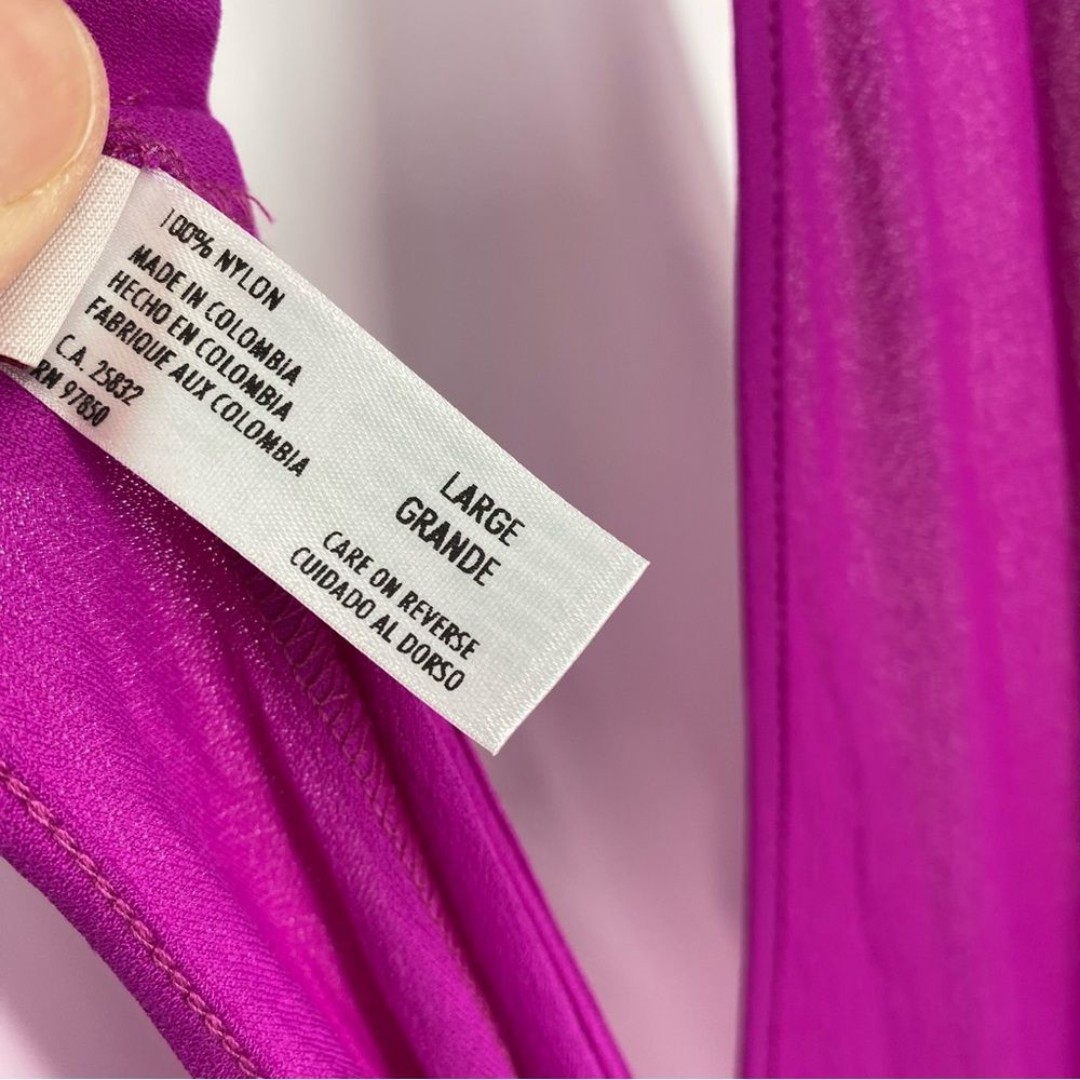 100% NYLON
MADE IN COLOMBIA
HECHO EN COLOMBIA
FABRIQUE AUX COLOMBIA
C.A. 25832
RN 97850
LARGE
GRANDE
CARE ON REVERSE
CUIDADO AL DORSO